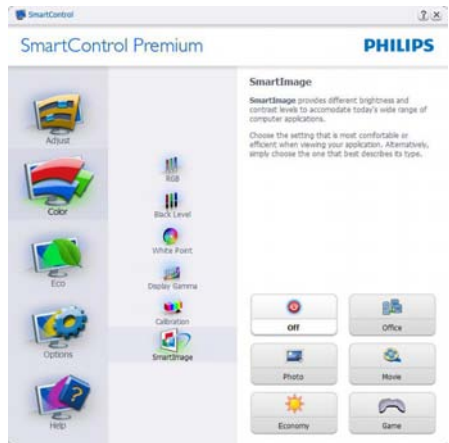 SmartControl
SmartControl Premium
PHILIPS
Adjust
Color
Eco
Options
Help
RGB
Black Level
White Point
Display Gamma
Calibration
SmartImage
SmartImage
SmartImage provides different brightness and
contrast levels to accomodate today's wide range of
computer applications.
Choose the setting that is most comfortable or
efficient when viewing your application. Alternatively,
simply choose the one that best describes its type.
Off
Office
Photo
Movie
Economy
Game